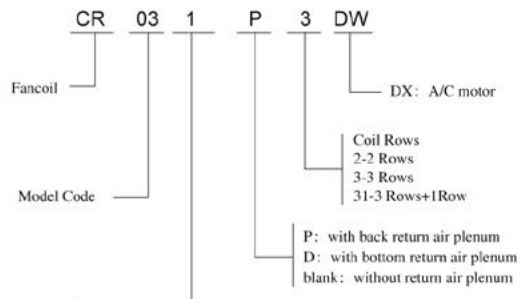 CR 03 1 P 3 DW
Fancoil
DX: A/C motor
Coil Rows
2-2 Rows
3-3 Rows
31-3 Rows+1Row
Model Code
P: with back return air plenum
D: with bottom return air plenum
blank: without return air plenum